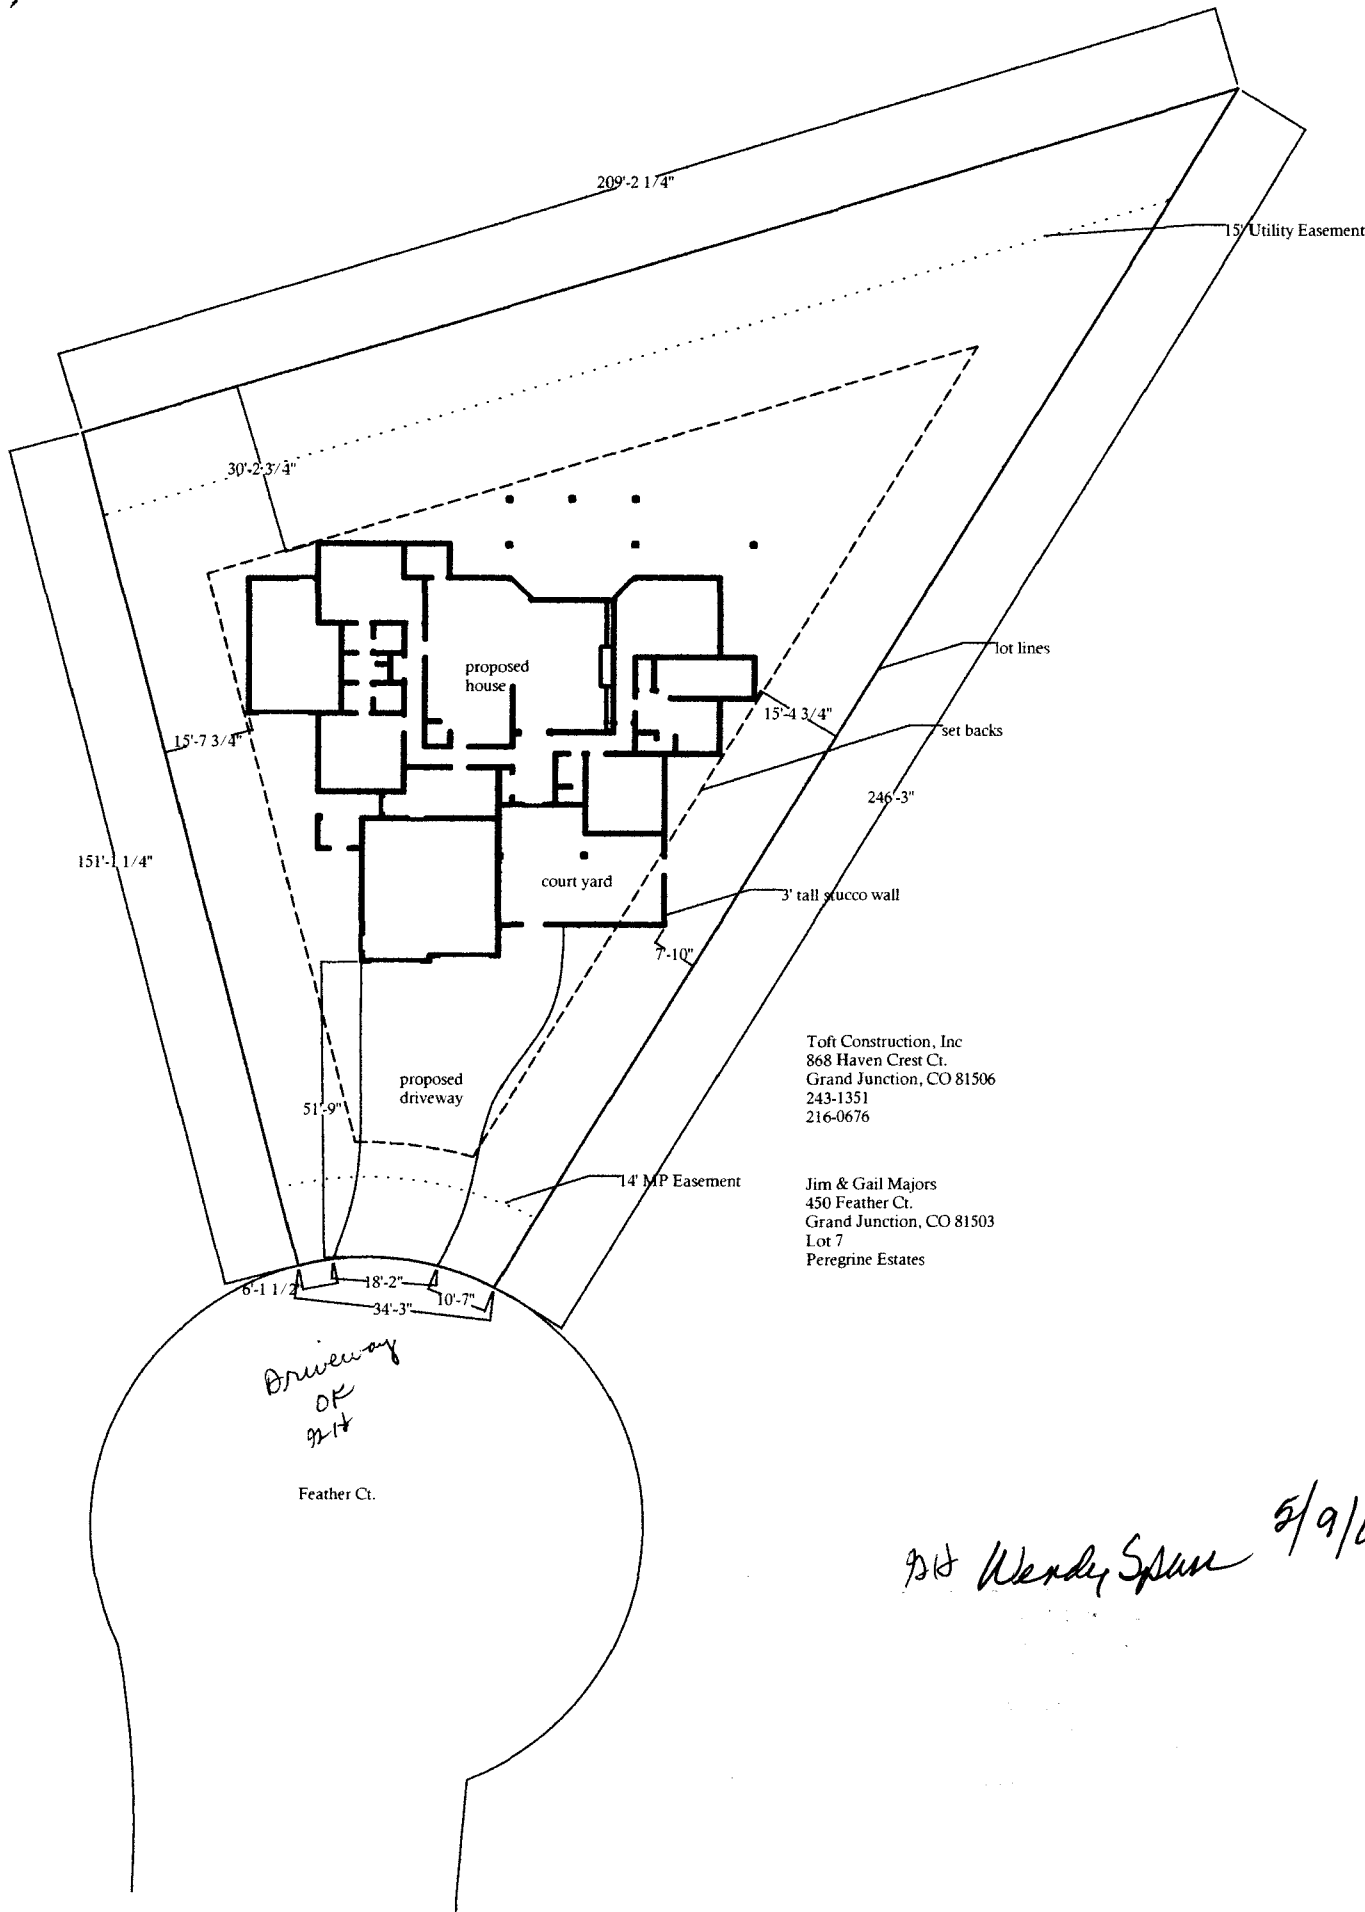 209'-2 1/4"
15' Utility Easement
30'-2 3/4"
proposed
house
lot lines
15'-4 3/4"
set backs
15'-7 3/4"
246'-3"
151'-1 1/4"
court yard
3' tall stucco wall
7'-10"
Toft Construction, Inc
868 Haven Crest Ct.
Grand Junction, CO 81506
243-1351
216-0676
proposed
driveway
51'-9"
14' MP Easement
Jim & Gail Majors
450 Feather Ct.
Grand Junction, CO 81503
Lot 7
Peregrine Estates
6'-1 1/2"
18'-2"
10'-7"
34'-3"
Driveway
OK
Feather Ct.
Wendy Spurr 5/9/